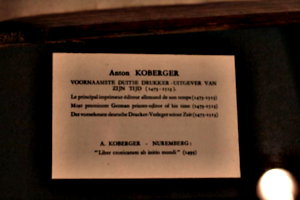 Anton KOBERGER
VOORNAAMSTE DUITSE DRUKKER - UITGEVER VAN
ZIJN TIJD (1473-1513).
Le principal imprimeur-éditeur allemand de son temps (1473-1513)
Most prominent German printer-editor of his time (1473-1513)
Der vornehmste deutsche Drucker-Verleger seiner Zeit (1473-1513)
A. KOBERGER - NUREMBERG:
"Liber cronicarum ab initio mundi" (1493)